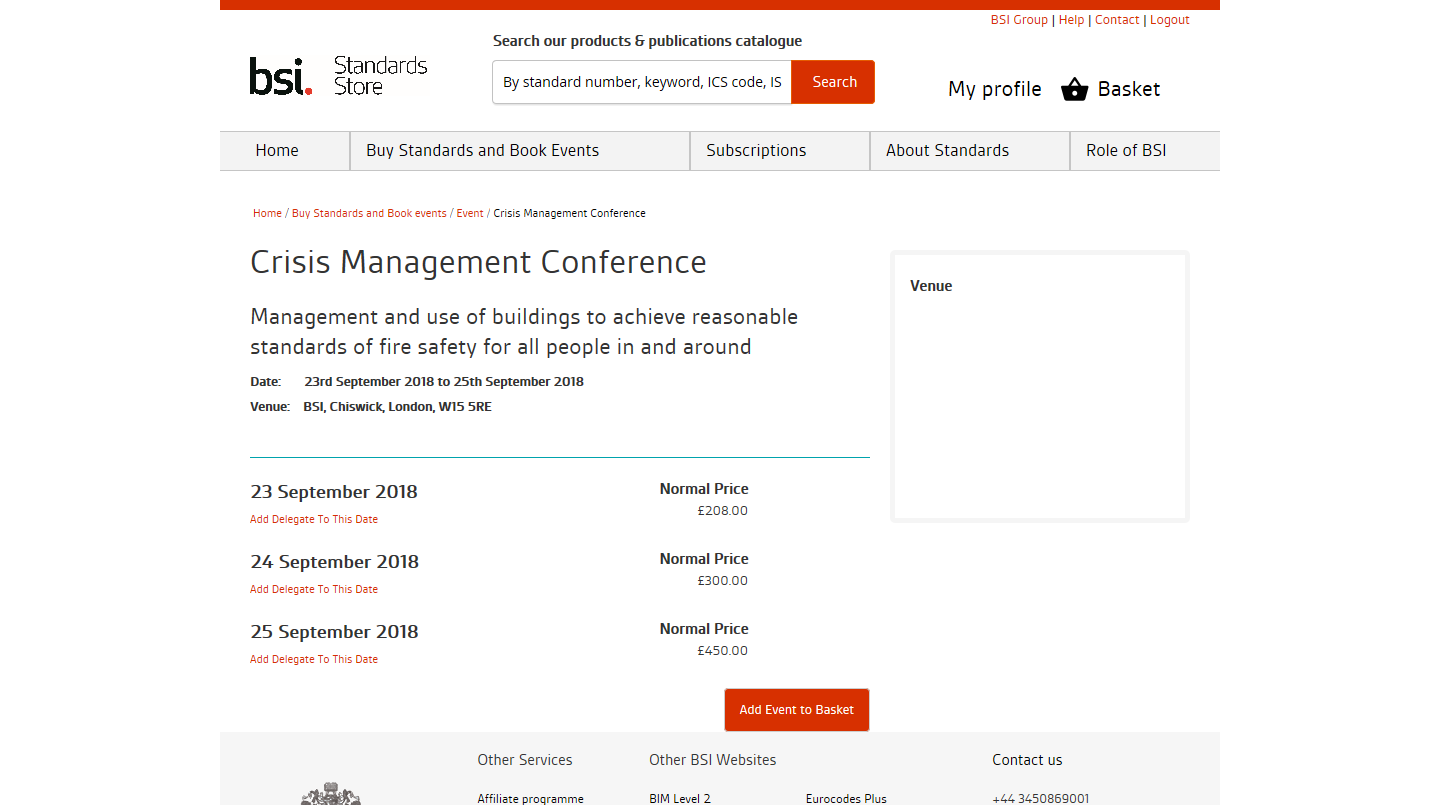 BSI Group | Help | Contact | Logout
Search our products & publications catalogue
bsi. Standards Store
By standard number, keyword, ICS code, IS
Search
My profile
Basket
Home
Buy Standards and Book Events
Subscriptions
About Standards
Role of BSI
Home / Buy Standards and Book events / Event / Crisis Management Conference
Crisis Management Conference
Management and use of buildings to achieve reasonable
standards of fire safety for all people in and around
Date: 23rd September 2018 to 25th September 2018
Venue: BSI, Chiswick, London, W15 5RE
Venue
23 September 2018
Normal Price
£208.00
Add Delegate To This Date
24 September 2018
Normal Price
£300.00
Add Delegate To This Date
25 September 2018
Normal Price
£450.00
Add Delegate To This Date
Add Event to Basket
Other Services
Other BSI Websites
Contact us
Affiliate programme
BIM Level 2
Eurocodes Plus
+44 3450869001